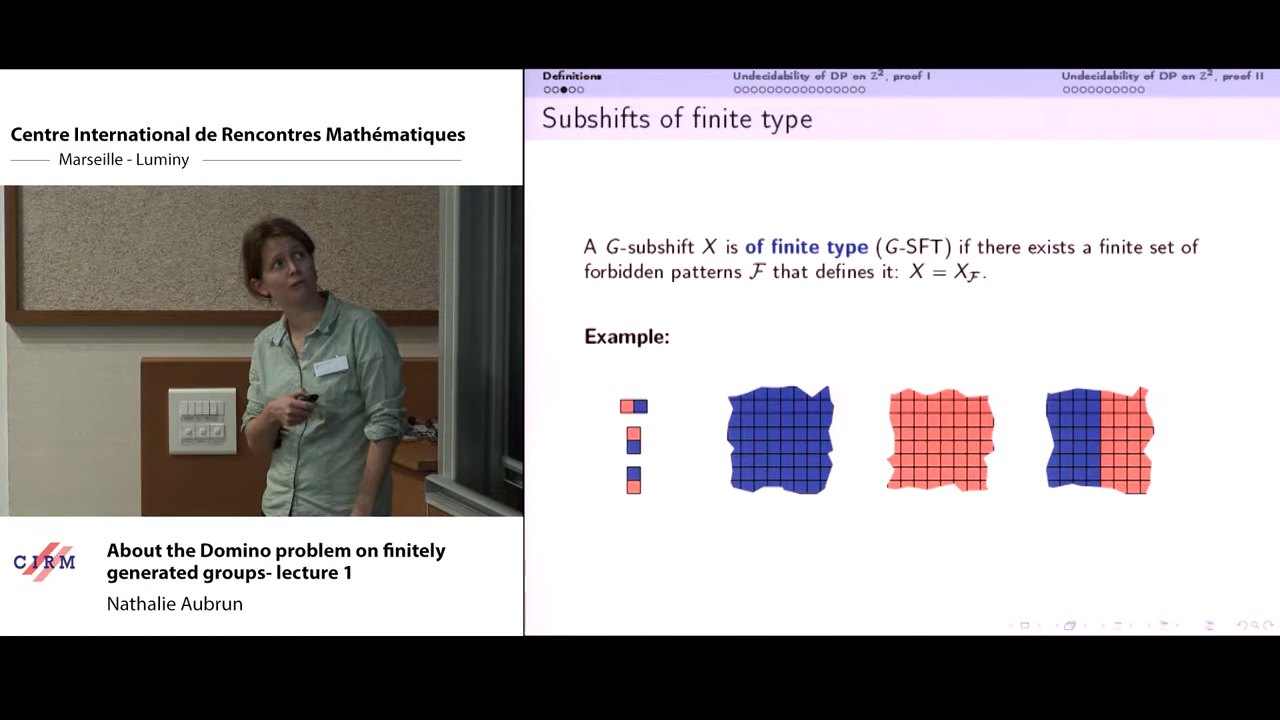 Centre International de Rencontres Mathématiques
Marseille - Luminy
CIRM
About the Domino problem on finitely
generated groups- lecture 1
Nathalie Aubrun
Definitions
Undecidability of DP on ℤ², proof I
Undecidability of DP on ℤ², proof II
Subshifts of finite type
A G-subshift X is of finite type (G-SFT) if there exists a finite set of
forbidden patterns ℱ that defines it: X = X_ℱ.
Example: